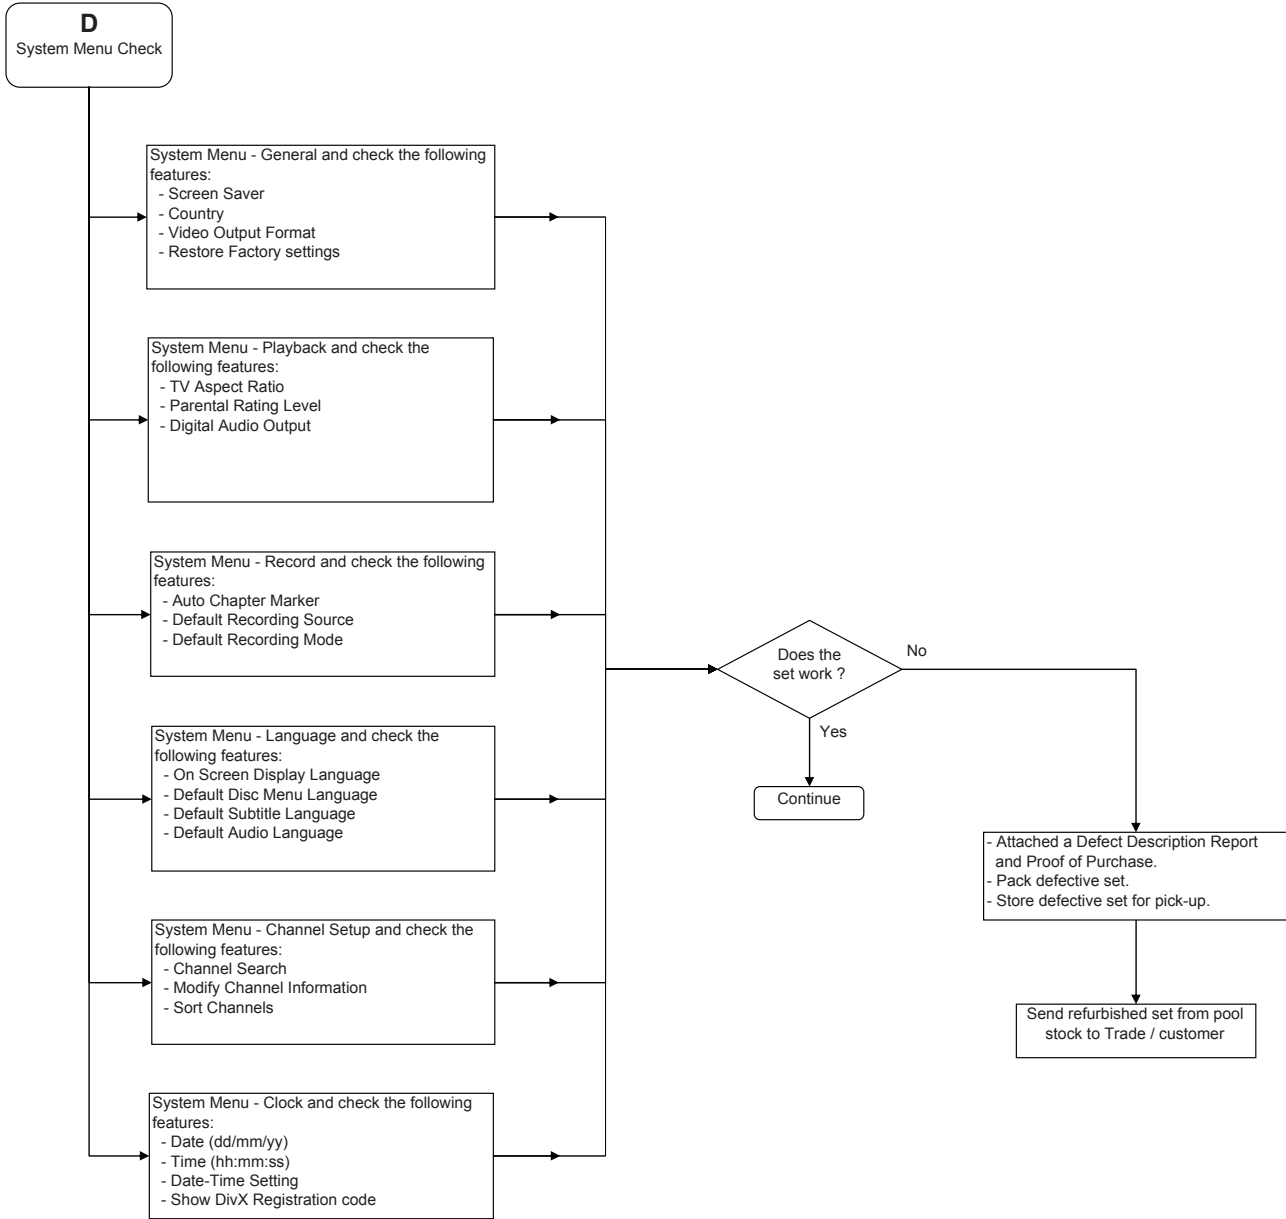 D
System Menu Check
System Menu - General and check the following
features:
- Screen Saver
- Country
- Video Output Format
- Restore Factory settings
System Menu - Playback and check the
following features:
- TV Aspect Ratio
- Parental Rating Level
- Digital Audio Output
System Menu - Record and check the following
features:
- Auto Chapter Marker
- Default Recording Source
- Default Recording Mode
System Menu - Language and check the
following features:
- On Screen Display Language
- Default Disc Menu Language
- Default Subtitle Language
- Default Audio Language
System Menu - Channel Setup and check the
following features:
- Channel Search
- Modify Channel Information
- Sort Channels
System Menu - Clock and check the following
features:
- Date (dd/mm/yy)
- Time (hh:mm:ss)
- Date-Time Setting
- Show DivX Registration code
Does the
set work ?
No
Yes
Continue
- Attached a Defect Description Report
and Proof of Purchase.
- Pack defective set.
- Store defective set for pick-up.
Send refurbished set from pool
stock to Trade / customer